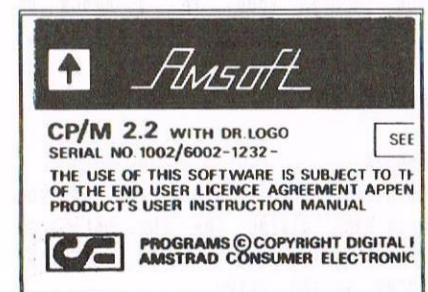 Amsoft
CP/M 2.2 WITH DR.LOGO
SEE
SERIAL NO.1002/6002-1232-
THE USE OF THIS SOFTWARE IS SUBJECT TO TH
OF THE END USER LICENCE AGREEMENT APPEN
PRODUCT'S USER INSTRUCTION MANUAL
PROGRAMS © COPYRIGHT DIGITAL
AMSTRAD CONSUMER ELECTRONIC